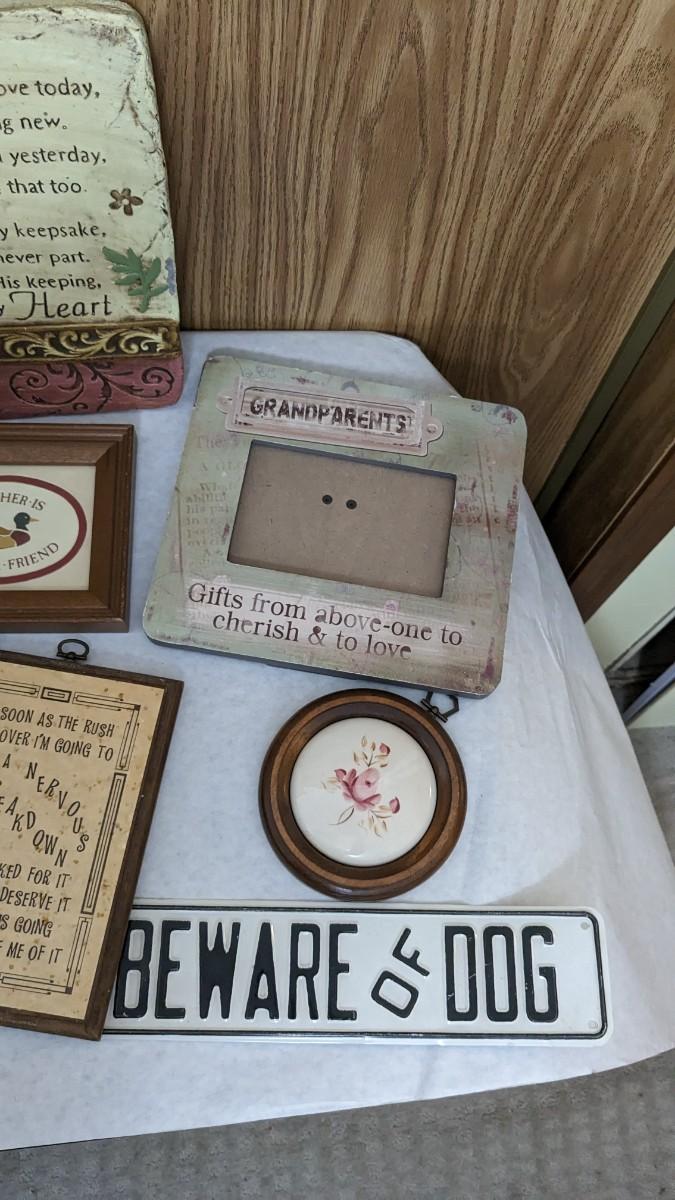 ove today,
g new.
yesterday,
that too.
y keepsake,
never part.
His keeping,
Heart
GRANDPARENTS
Gifts from above-one to
cherish & to love
HER·IS
·FRIEND
SOON AS THE RUSH
OVER I'M GOING TO
A NERVOUS
EAKDOWN
KED FOR IT
DESERVE IT
S GOING
E ME OF IT
BEWARE OF DOG